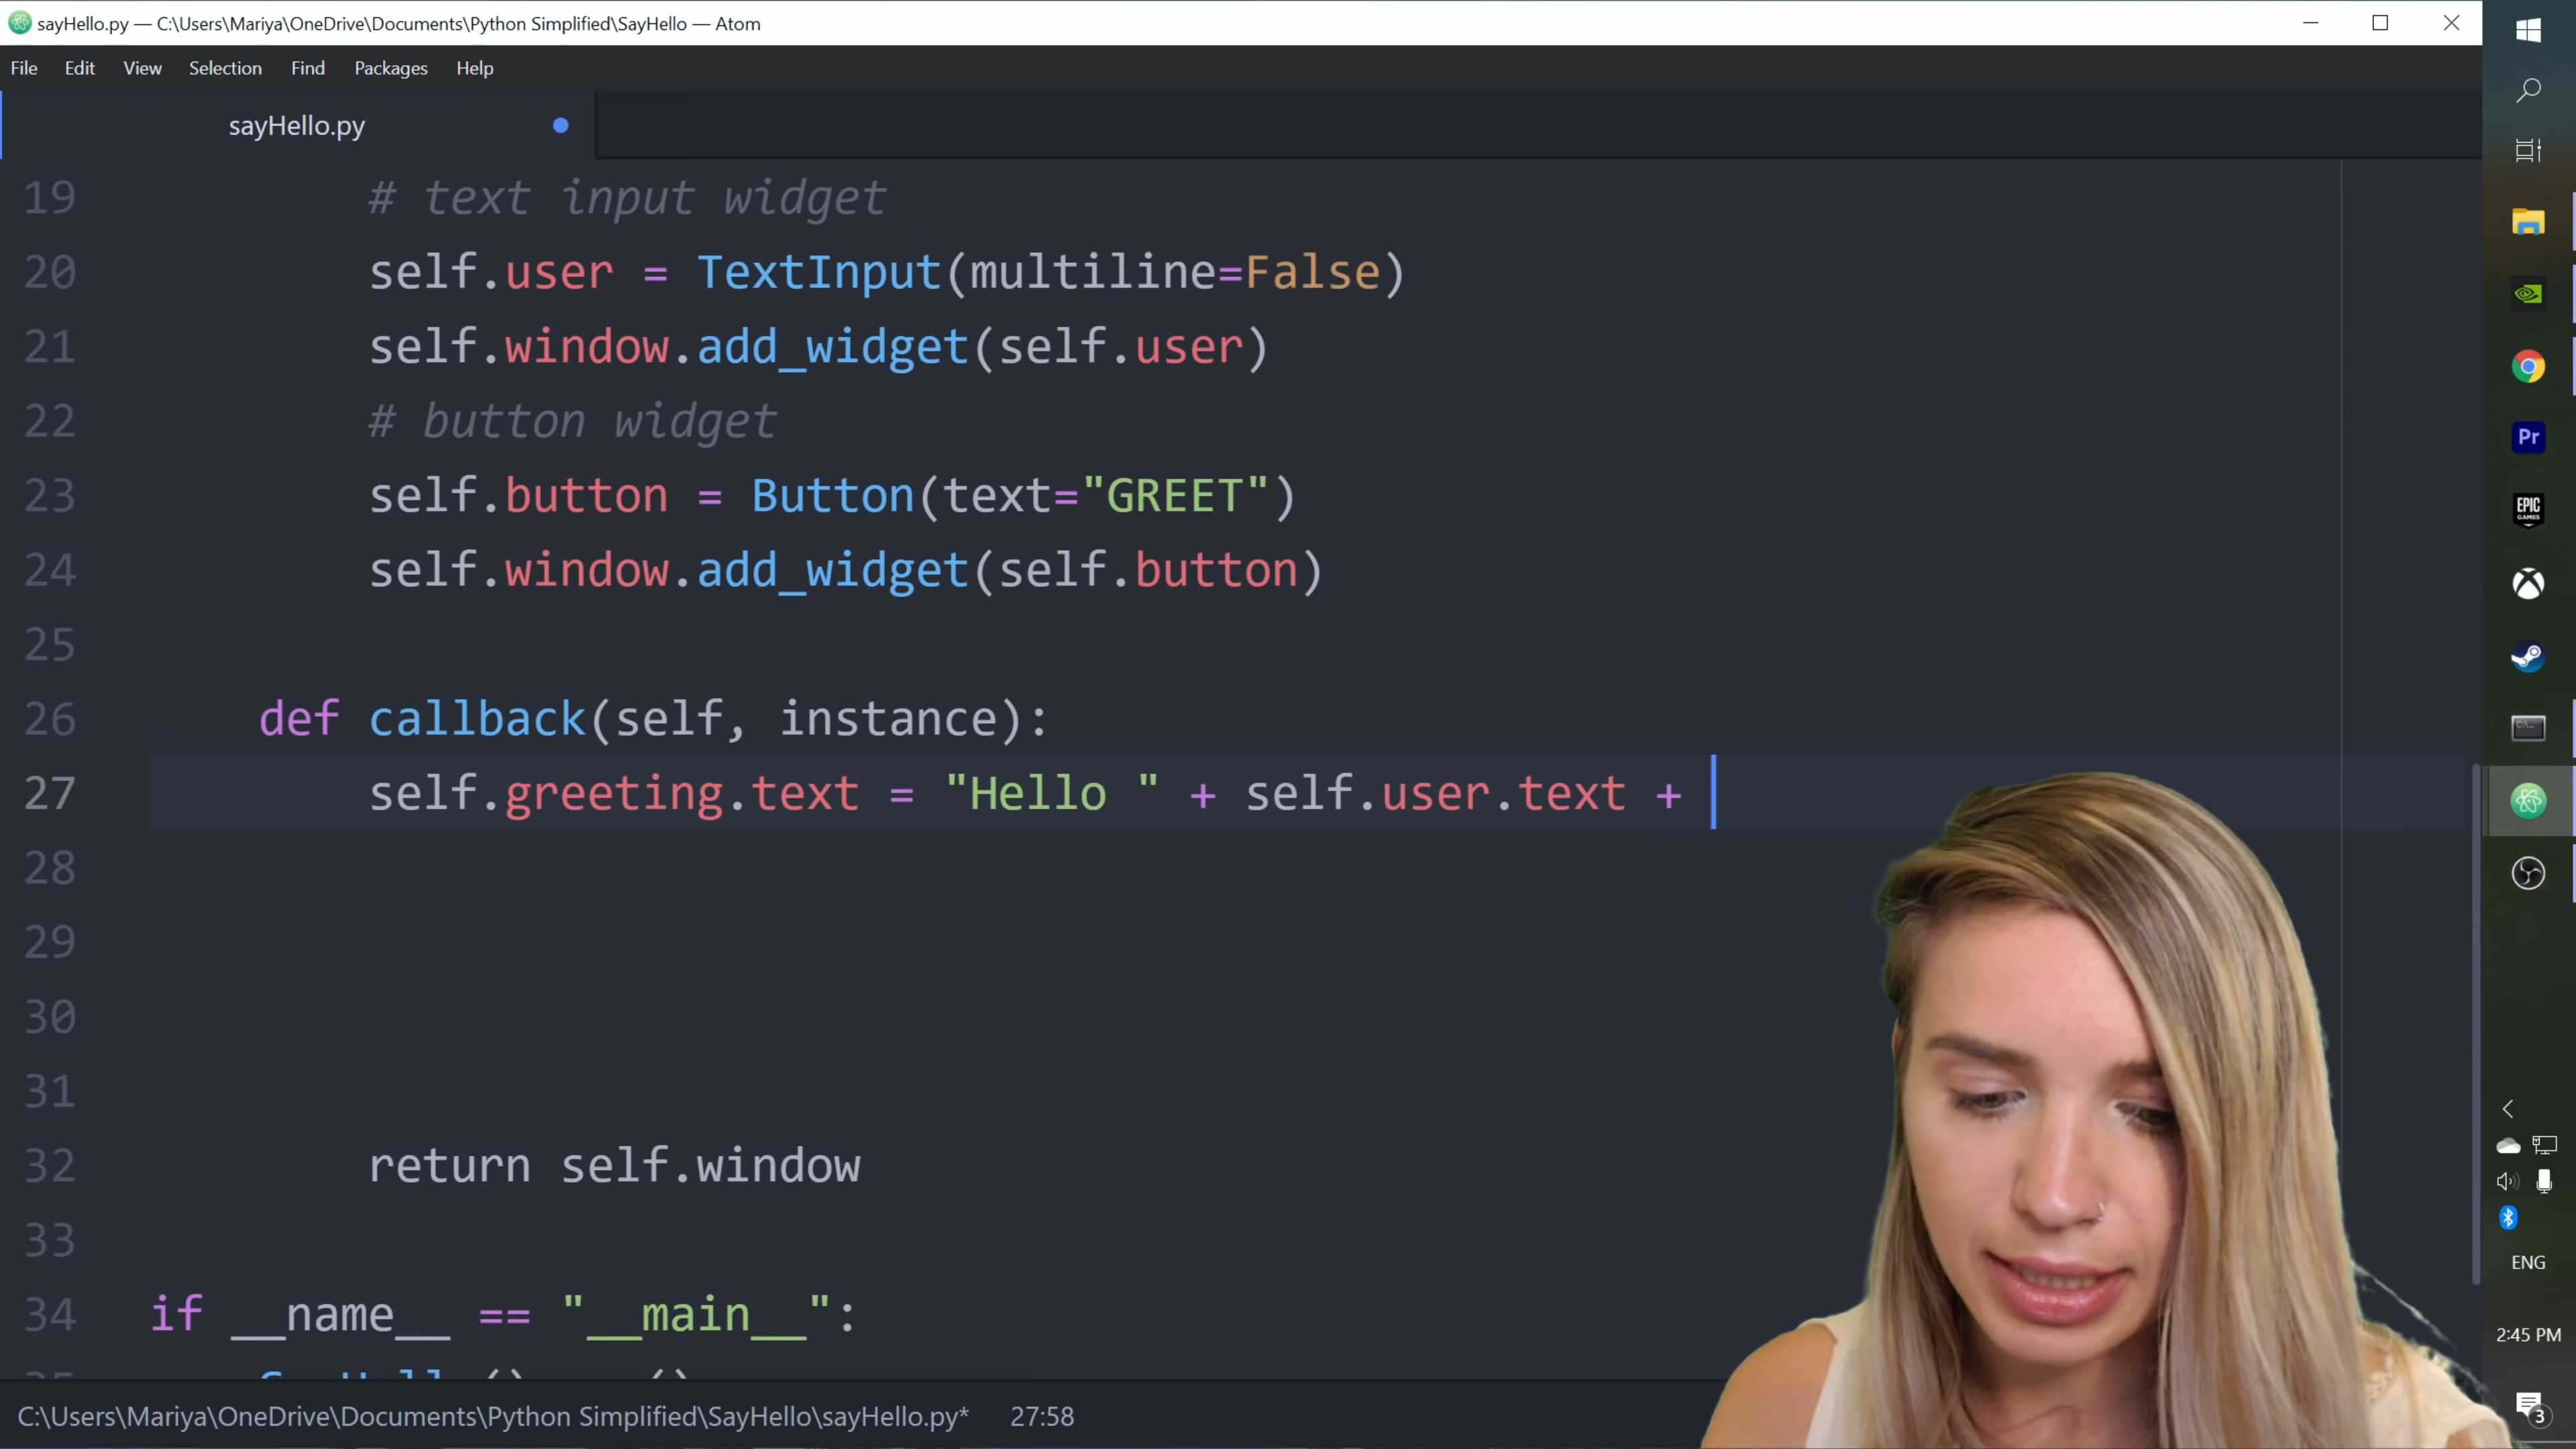 sayHello.py — C:\Users\Mariya\OneDrive\Documents\Python Simplified\SayHello — Atom
File Edit View Selection Find Packages Help
sayHello.py
19 # text input widget
20 self.user = TextInput(multiline=False)
21 self.window.add_widget(self.user)
22 # button widget
23 self.button = Button(text="GREET")
24 self.window.add_widget(self.button)
25
26 def callback(self, instance):
27 self.greeting.text = "Hello " + self.user.text +
28
29
30
31
32 return self.window
33
34 if __name__ == "__main__":
C:\Users\Mariya\OneDrive\Documents\Python Simplified\SayHello\sayHello.py* 27:58
Pr
EPIC
GAMES
ENG
2:45 PM
3